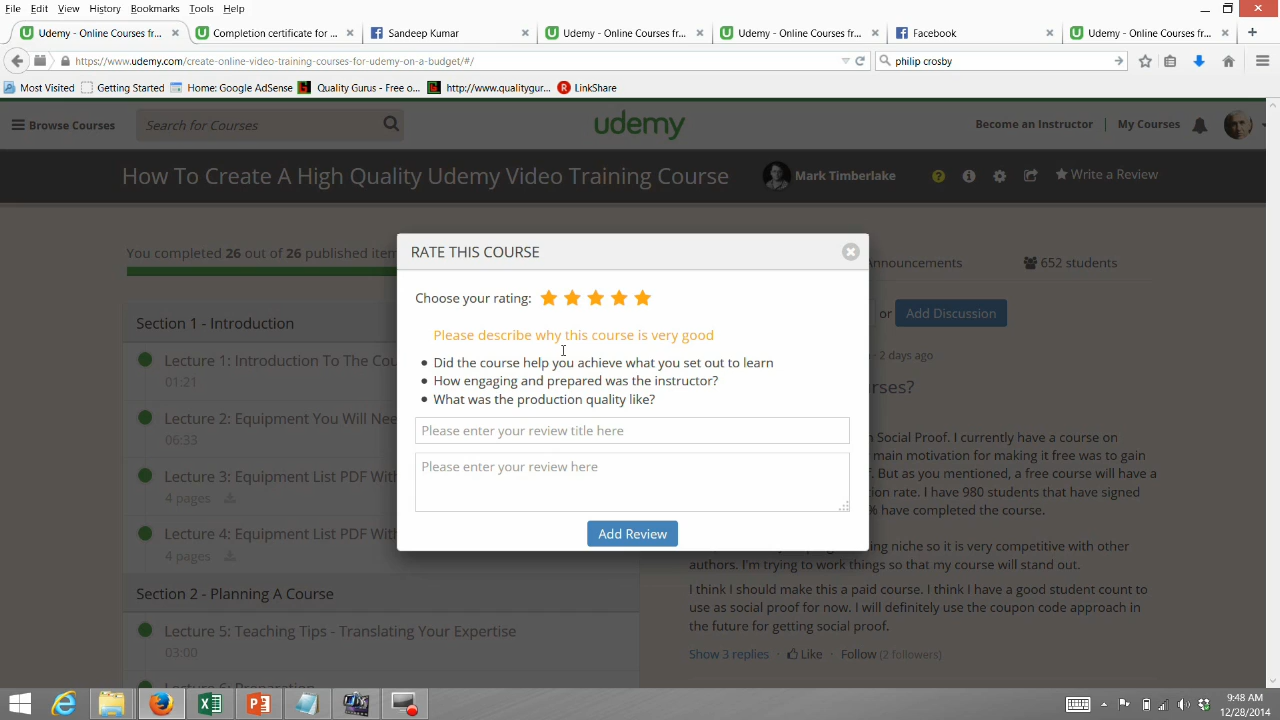 File Edit View History Bookmarks Tools Help
Udemy - Online Courses fr... Completion certificate for ... Sandeep Kumar Udemy - Online Courses fr... Udemy - Online Courses fr... Facebook Udemy - Online Courses fr...
https://www.udemy.com/create-online-video-training-courses-for-udemy-on-a-budget/#/ philip crosby
Most Visited Getting Started Home: Google AdSense Quality Gurus - Free o... http://www.qualitygur... LinkShare
Browse Courses Search for Courses udemy Become an Instructor My Courses
How To Create A High Quality Udemy Video Training Course Mark Timberlake Write a Review
You completed 26 out of 26 published item
Announcements 652 students
RATE THIS COURSE
Choose your rating:
Please describe why this course is very good
Did the course help you achieve what you set out to learn
How engaging and prepared was the instructor?
What was the production quality like?
Please enter your review title here
Please enter your review here
Add Review
Section 1 - Introduction
Lecture 1: Introduction To The Cou
01:21
Lecture 2: Equipment You Will Nee
06:33
Lecture 3: Equipment List PDF With
4 pages
Lecture 4: Equipment List PDF With
4 pages
Section 2 - Planning A Course
Lecture 5: Teaching Tips - Translating Your Expertise
03:00
or Add Discussion
2 days ago
rses?
Social Proof. I currently have a course on
main motivation for making it free was to gain
But as you mentioned, a free course will have a
ion rate. I have 980 students that have signed
% have completed the course.
niche so it is very competitive with other
authors. I'm trying to work things so that my course will stand out.
I think I should make this a paid course. I think I have a good student count to
use as social proof for now. I will definitely use the coupon code approach in
the future for getting social proof.
Show 3 replies · Like · Follow (2 followers)
9:48 AM
12/28/2014